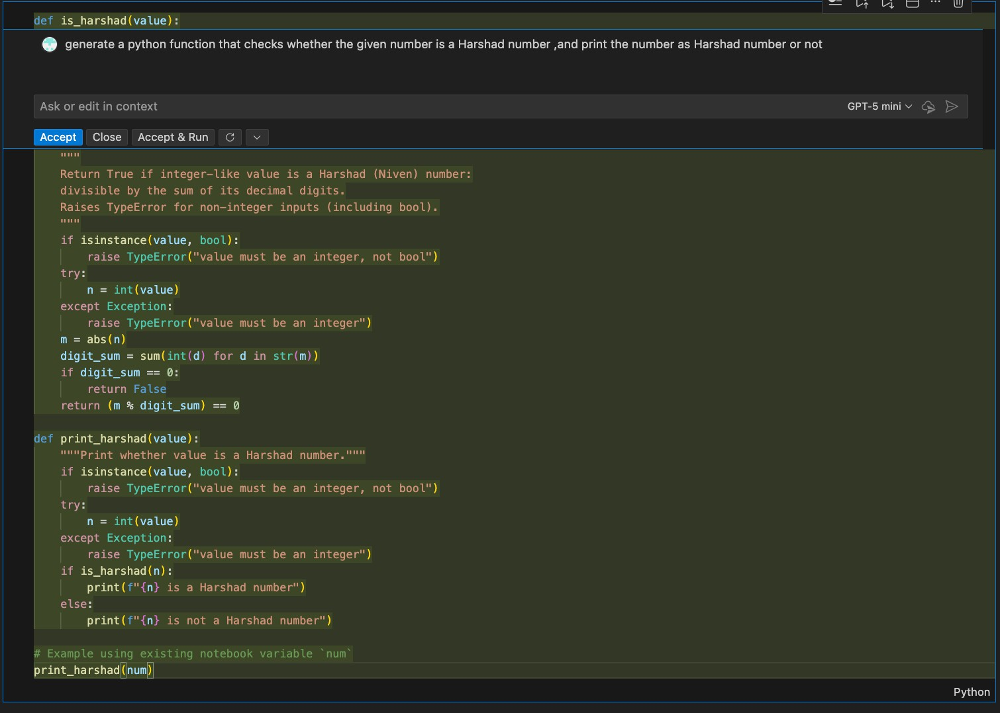 def is_harshad(value):
generate a python function that checks whether the given number is a Harshad number ,and print the number as Harshad number or not
Ask or edit in context
GPT-5 mini
Accept
Close
Accept & Run
"""
Return True if integer-like value is a Harshad (Niven) number:
divisible by the sum of its decimal digits.
Raises TypeError for non-integer inputs (including bool).
"""
if isinstance(value, bool):
raise TypeError("value must be an integer, not bool")
try:
n = int(value)
except Exception:
raise TypeError("value must be an integer")
m = abs(n)
digit_sum = sum(int(d) for d in str(m))
if digit_sum == 0:
return False
return (m % digit_sum) == 0
def print_harshad(value):
"""Print whether value is a Harshad number."""
if isinstance(value, bool):
raise TypeError("value must be an integer, not bool")
try:
n = int(value)
except Exception:
raise TypeError("value must be an integer")
if is_harshad(n):
print(f"{n} is a Harshad number")
else:
print(f"{n} is not a Harshad number")
# Example using existing notebook variable `num`
print_harshad(num)
Python